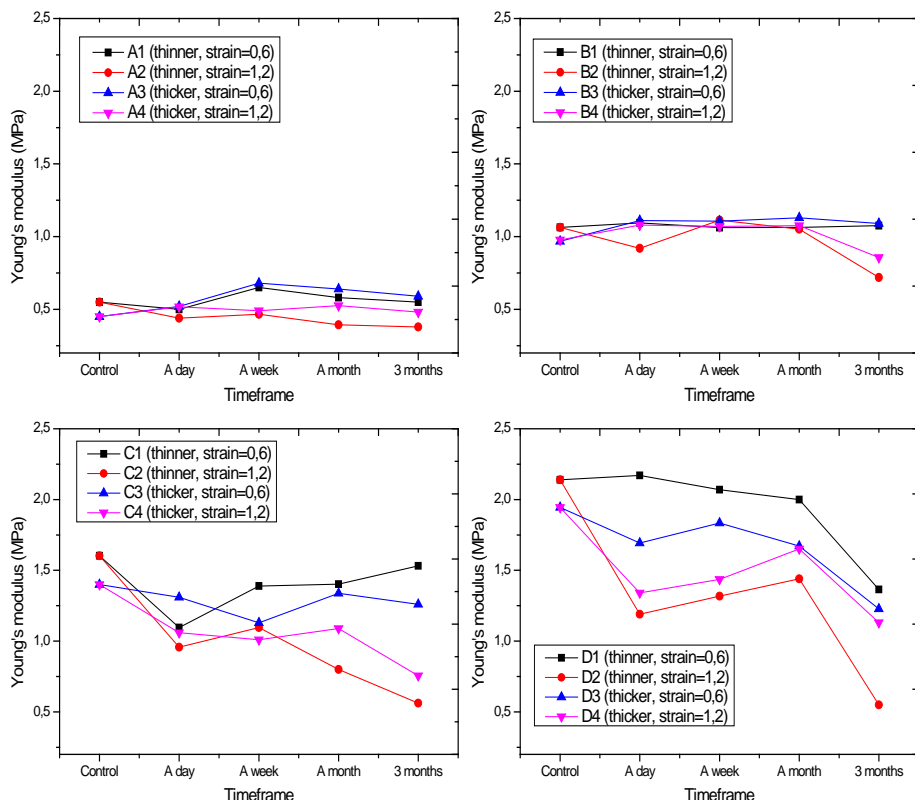 2,5
2,0
1,5
1,0
0,5
Young's modulus (MPa)
A1 (thinner, strain=0,6)
A2 (thinner, strain=1,2)
A3 (thicker, strain=0,6)
A4 (thicker, strain=1,2)
Control A day A week A month 3 months
Timeframe
2,5
2,0
1,5
1,0
0,5
Young's modulus (MPa)
B1 (thinner, strain=0,6)
B2 (thinner, strain=1,2)
B3 (thicker, strain=0,6)
B4 (thicker, strain=1,2)
Control A day A week A month 3 months
Timeframe
2,5
2,0
1,5
1,0
0,5
Young's modulus (MPa)
C1 (thinner, strain=0,6)
C2 (thinner, strain=1,2)
C3 (thicker, strain=0,6)
C4 (thicker, strain=1,2)
Control A day A week A month 3 months
Timeframe
2,5
2,0
1,5
1,0
0,5
Young's modulus (MPa)
D1 (thinner, strain=0,6)
D2 (thinner, strain=1,2)
D3 (thicker, strain=0,6)
D4 (thicker, strain=1,2)
Control A day A week A month 3 months
Timeframe